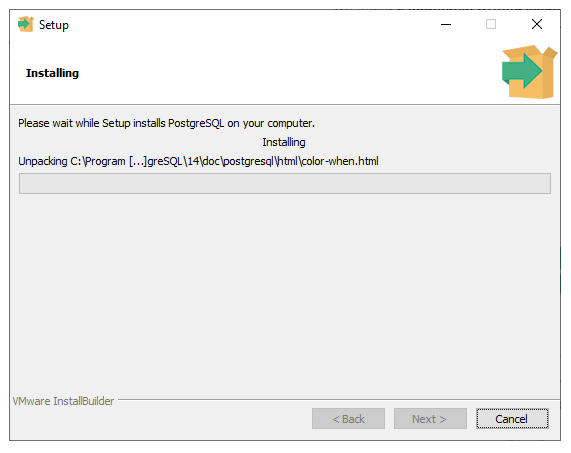 Setup
Installing
Please wait while Setup installs PostgreSQL on your computer.
Installing
Unpacking C:\Program [...]greSQL\14\doc\postgresql\html\color-when.html
VMware InstallBuilder
< Back
Next >
Cancel